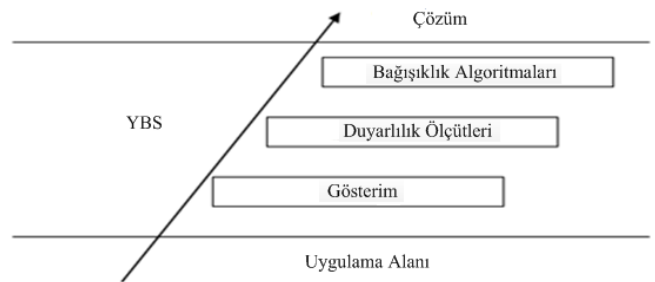 Çözüm
Bağışıklık Algoritmaları
YBS
Duyarlılık Ölçütleri
Gösterim
Uygulama Alanı